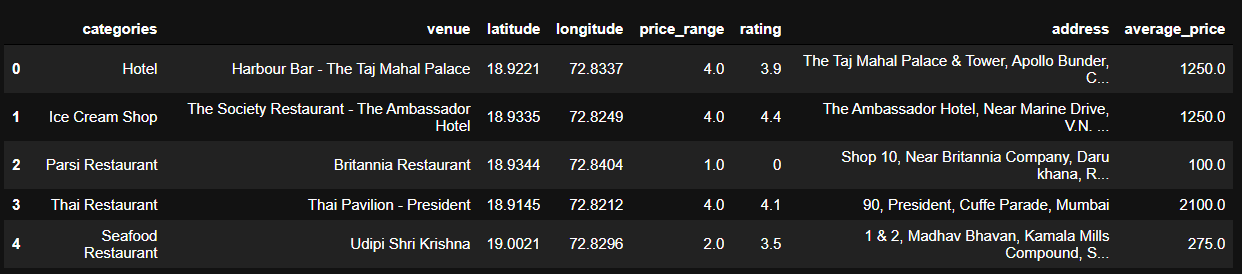 categories venue latitude longitude price_range rating address average_price
0 Hotel Harbour Bar - The Taj Mahal Palace 18.9221 72.8337 4.0 3.9 The Taj Mahal Palace & Tower, Apollo Bunder, C... 1250.0
1 Ice Cream Shop The Society Restaurant - The Ambassador Hotel 18.9335 72.8249 4.0 4.4 The Ambassador Hotel, Near Marine Drive, V.N. ... 1250.0
2 Parsi Restaurant Britannia Restaurant 18.9344 72.8404 1.0 0 Shop 10, Near Britannia Company, Daru khana, R... 100.0
3 Thai Restaurant Thai Pavilion - President 18.9145 72.8212 4.0 4.1 90, President, Cuffe Parade, Mumbai 2100.0
4 Seafood Restaurant Udipi Shri Krishna 19.0021 72.8296 2.0 3.5 1 & 2, Madhav Bhavan, Kamala Mills Compound, S... 275.0